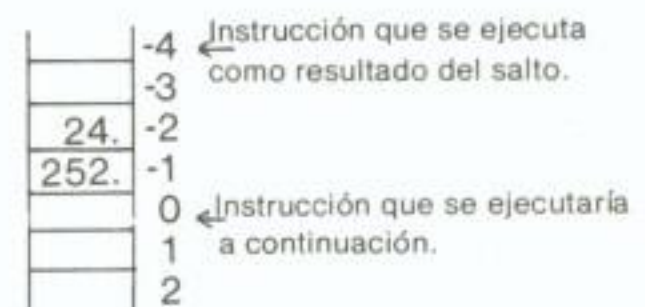 -4 Instrucción que se ejecuta
como resultado del salto.
-3
24. -2
252. -1
0 Instrucción que se ejecutaría
a continuación.
1
2